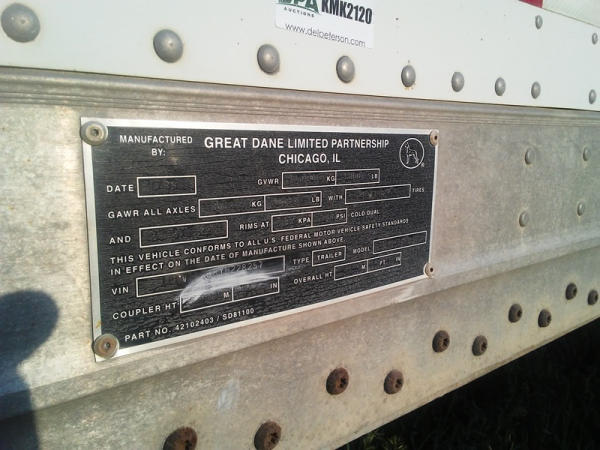 KMK2120
AUCTIONS
www.delpeterson.com
MANUFACTURED BY:
GREAT DANE LIMITED PARTNERSHIP
CHICAGO, IL
®
DATE GVWR KG LB
GAWR ALL AXLES KG LB WITH TIRES
AND RIMS AT KPA PSI COLD DUAL
THIS VEHICLE CONFORMS TO ALL U.S. FEDERAL MOTOR VEHICLE SAFETY STANDARDS
IN EFFECT ON THE DATE OF MANUFACTURE SHOWN ABOVE.
VIN TYPE TRAILER MODEL
COUPLER HT M IN OVERALL HT M FT IN
PART NO. 42102403 / SD81100